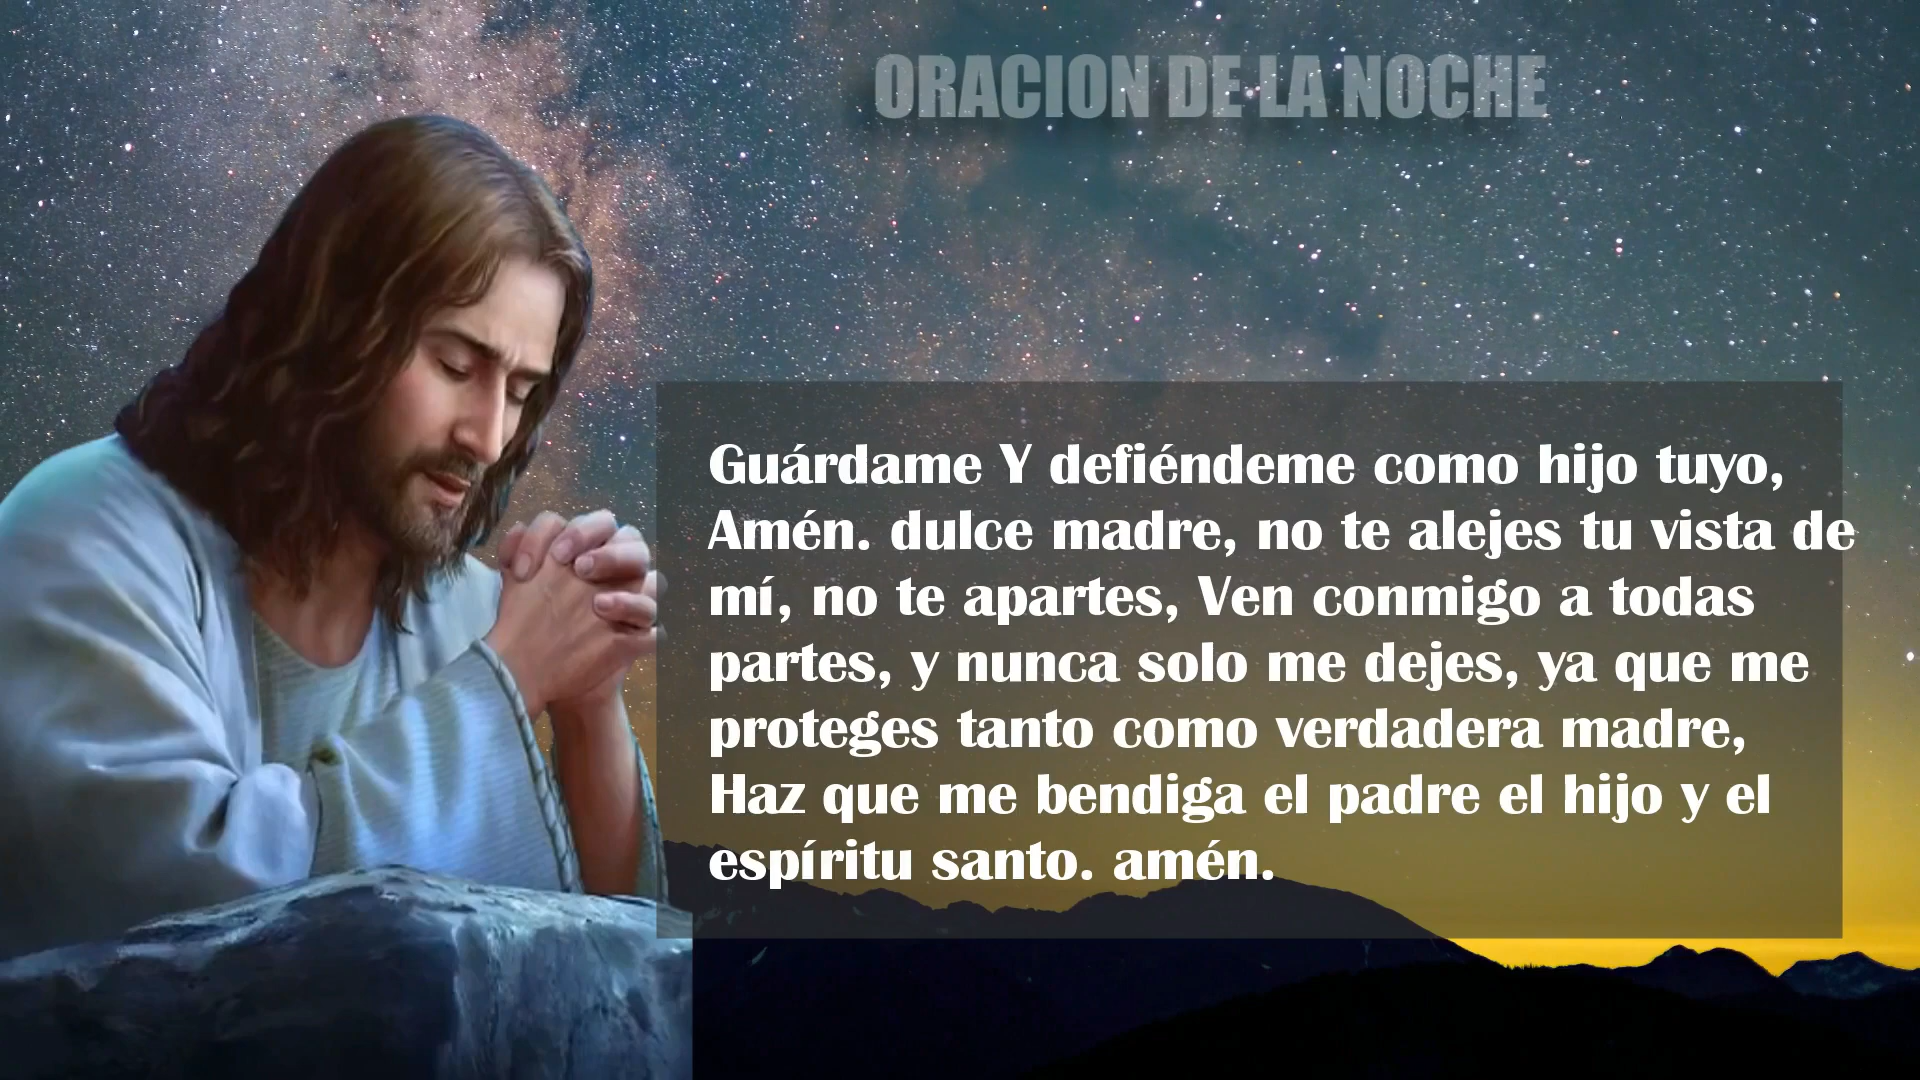 ORACION DE LA NOCHE
Guárdame Y defiéndeme como hijo tuyo,
Amén. dulce madre, no te alejes tu vista de
mí, no te apartes, Ven conmigo a todas
partes, y nunca solo me dejes, ya que me
proteges tanto como verdadera madre,
Haz que me bendiga el padre el hijo y el
espíritu santo. amén.